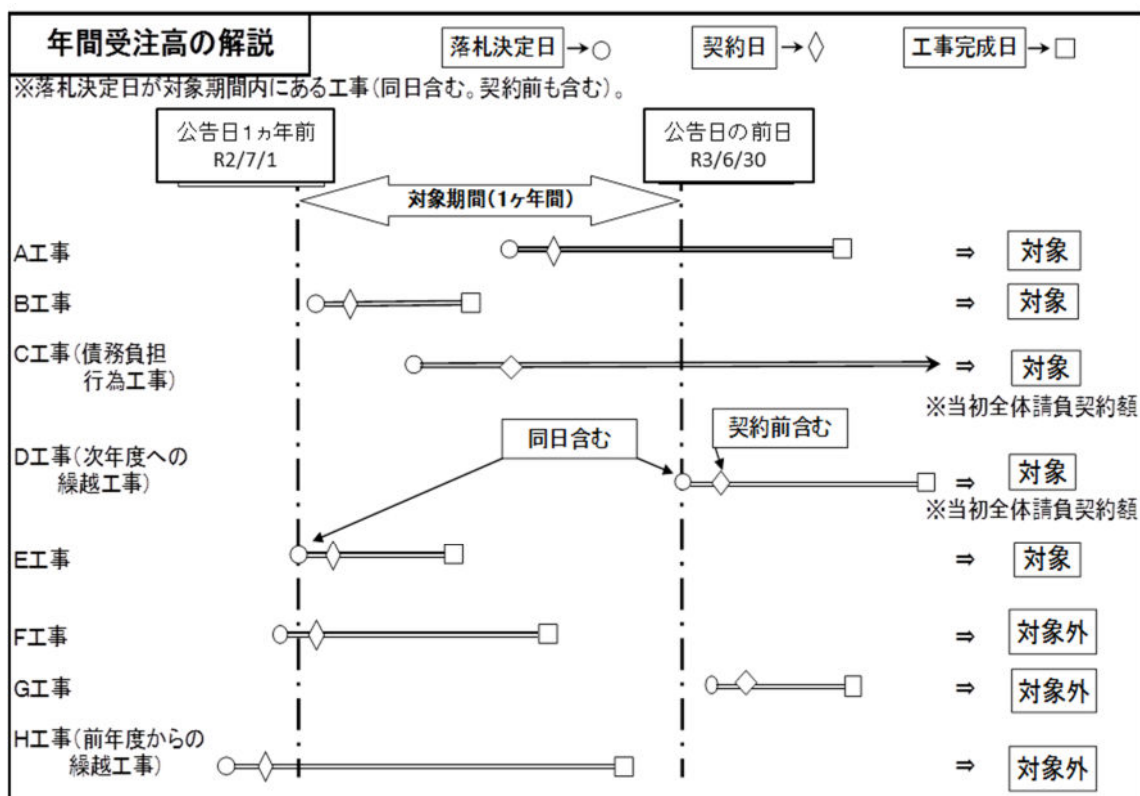 年間受注高の解説
落札決定日→○
契約日→◇
工事完成日→□
※落札決定日が対象期間内にある工事(同日含む。契約前も含む)。
公告日1ヵ年前
R2/7/1
公告日の前日
R3/6/30
対象期間(1ヶ年間)
A工事
⇒ 対象
B工事
⇒ 対象
C工事(債務負担
行為工事)
⇒ 対象
※当初全体請負契約額
同日含む
契約前含む
D工事(次年度への
繰越工事)
⇒ 対象
※当初全体請負契約額
E工事
⇒ 対象
F工事
⇒ 対象外
G工事
⇒ 対象外
H工事(前年度からの
繰越工事)
⇒ 対象外